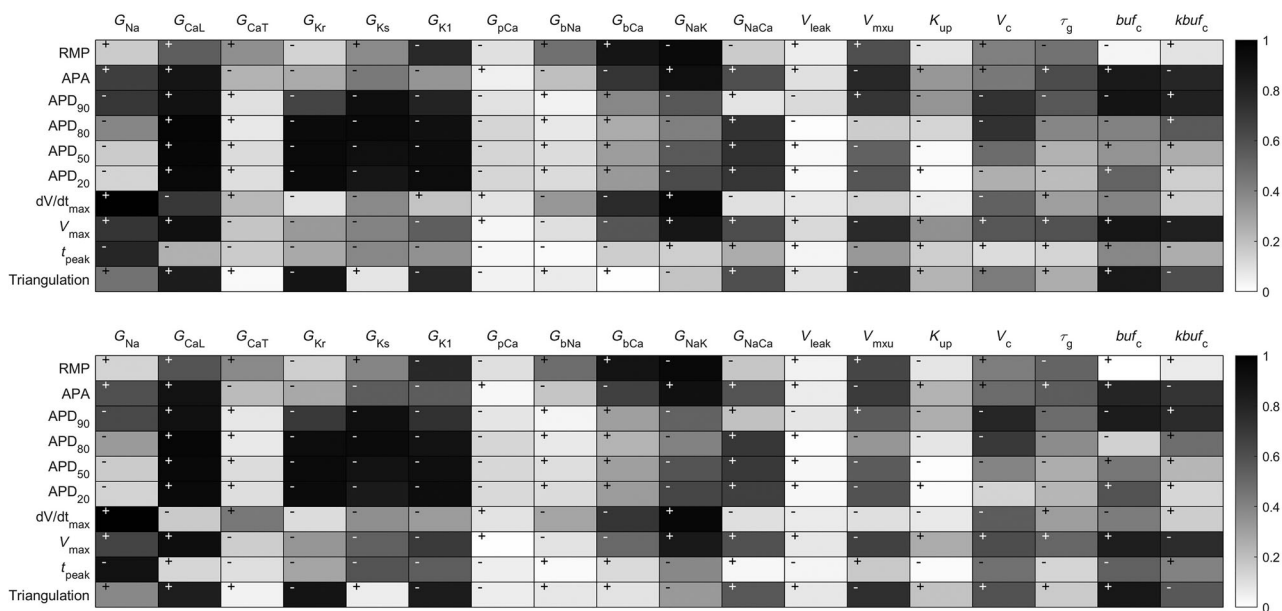 G_Na G_CaL G_CaT G_Kr G_Ks G_K1 G_pCa G_bNa G_bCa G_NaK G_NaCa V_leak V_mxu K_up V_c τ_g buf_c kbuf_c
RMP
APA
APD_90
APD_80
APD_50
APD_20
dV/dt_max
V_max
t_peak
Triangulation
1
0.8
0.6
0.4
0.2
0
G_Na G_CaL G_CaT G_Kr G_Ks G_K1 G_pCa G_bNa G_bCa G_NaK G_NaCa V_leak V_mxu K_up V_c τ_g buf_c kbuf_c
RMP
APA
APD_90
APD_80
APD_50
APD_20
dV/dt_max
V_max
t_peak
Triangulation
1
0.8
0.6
0.4
0.2
0